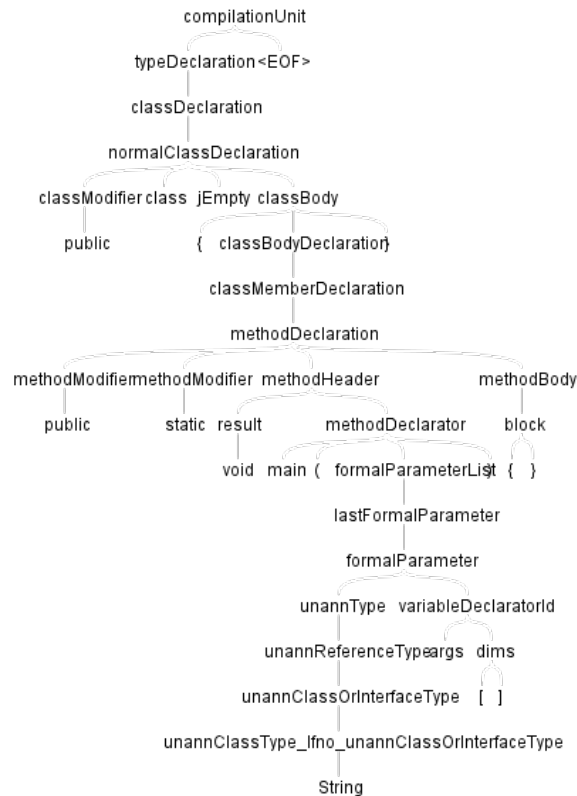 compilationUnit
typeDeclaration <EOF>
classDeclaration
normalClassDeclaration
classModifier class jEmpty classBody
public { classBodyDeclaration }
classMemberDeclaration
methodDeclaration
methodModifier methodModifier methodHeader methodBody
public static result methodDeclarator block
void main ( formalParameterList ) { }
lastFormalParameter
formalParameter
unannType variableDeclaratorId
unannReferenceType args dims
unannClassOrInterfaceType [ ]
unannClassType_lfno_unannClassOrInterfaceType
String